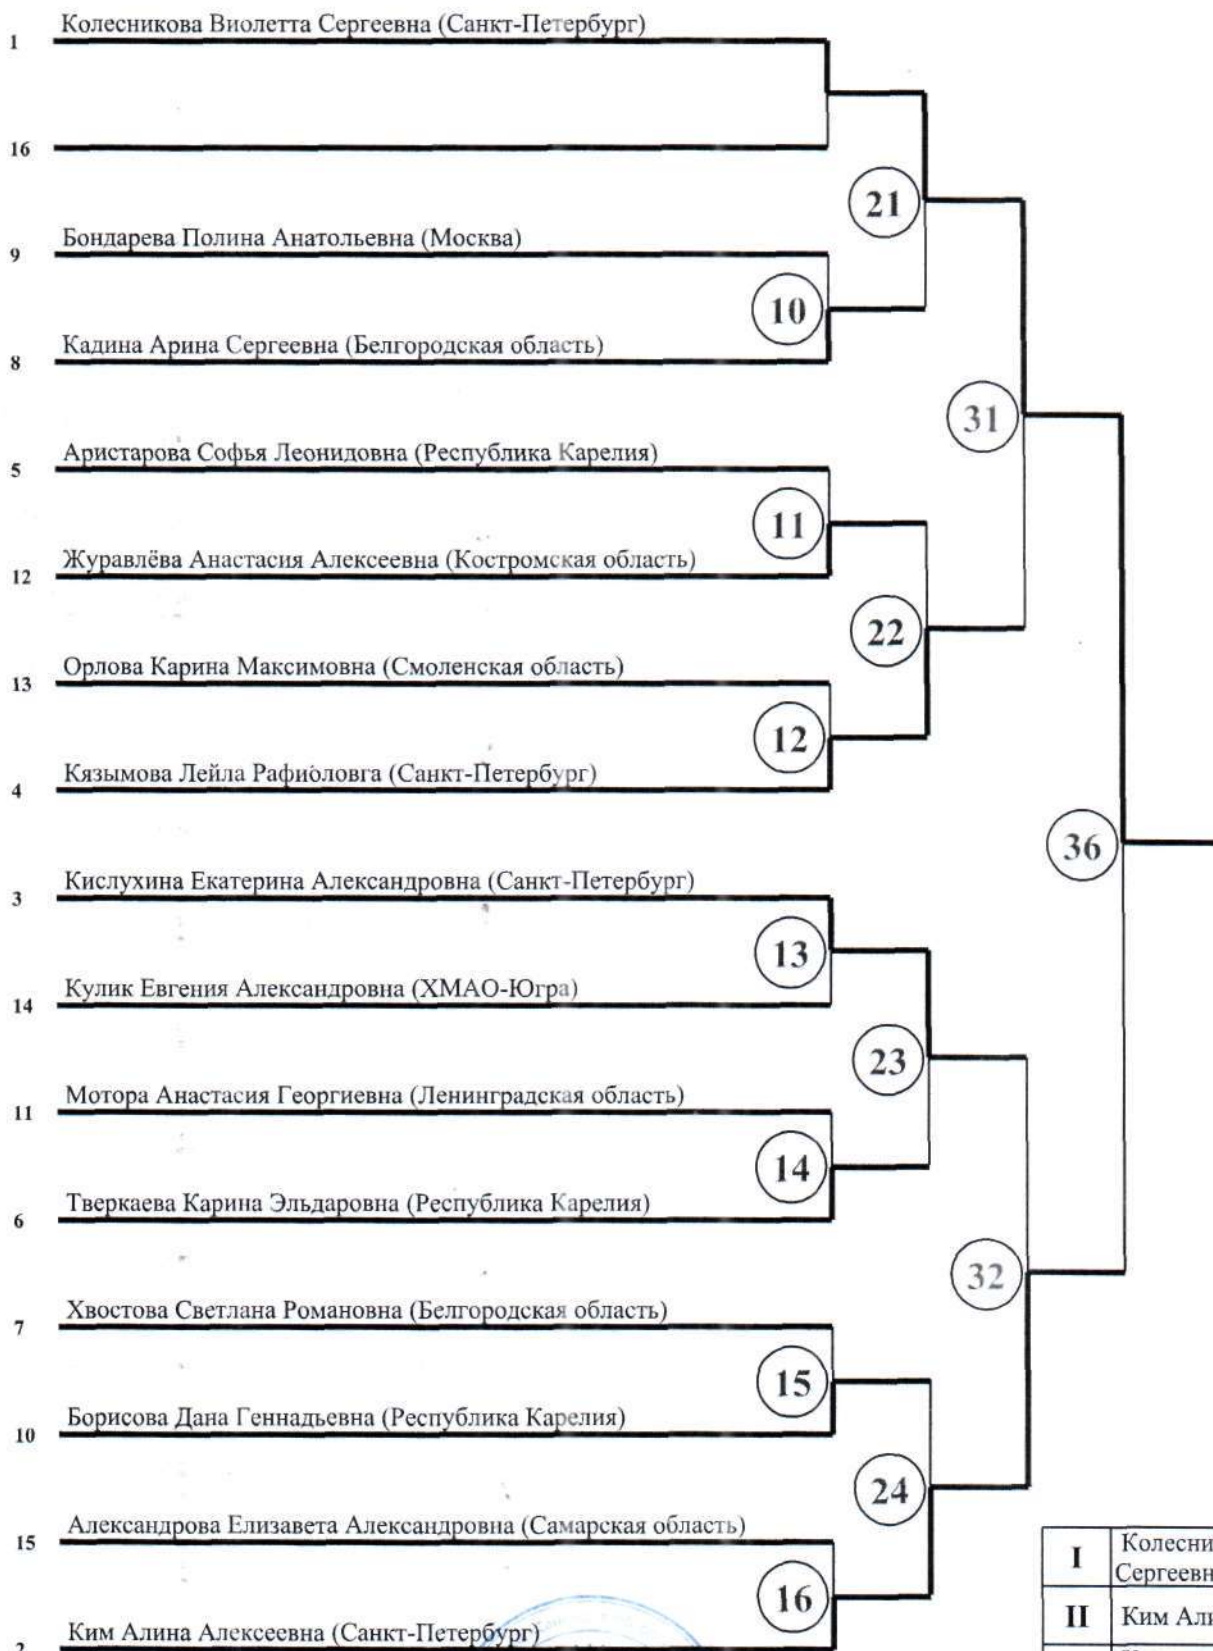 Колесникова Виолетта Сергеевна (Санкт-Петербург)
1
16
21
Бондарева Полина Анатольевна (Москва)
9
10
Кадина Арина Сергеевна (Белгородская область)
8
31
Аристарова Софья Леонидовна (Республика Карелия)
5
11
Журавлёва Анастасия Алексеевна (Костромская область)
12
22
Орлова Карина Максимовна (Смоленская область)
13
12
Кязымова Лейла Рафиоловга (Санкт-Петербург)
4
36
Кислухина Екатерина Александровна (Санкт-Петербург)
3
13
Кулик Евгения Александровна (ХМАО-Югра)
14
23
Мотора Анастасия Георгиевна (Ленинградская область)
11
14
Тверкаева Карина Эльдаровна (Республика Карелия)
6
32
Хвостова Светлана Романовна (Белгородская область)
7
15
Борисова Дана Геннадьевна (Республика Карелия)
10
24
Александрова Елизавета Александровна (Самарская область)
15
16
Ким Алина Алексеевна (Санкт-Петербург)
2
I Колесни
Сергеевн
II Ким Али